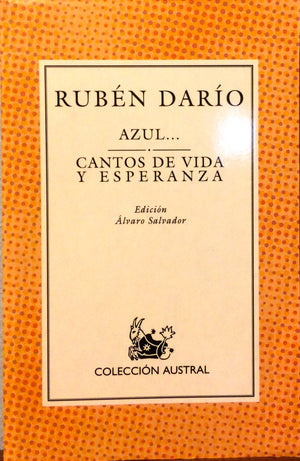 RUBÉN DARÍO
AZUL...
CANTOS DE VIDA
Y ESPERANZA
Edición
Álvaro Salvador
COLECCIÓN AUSTRAL